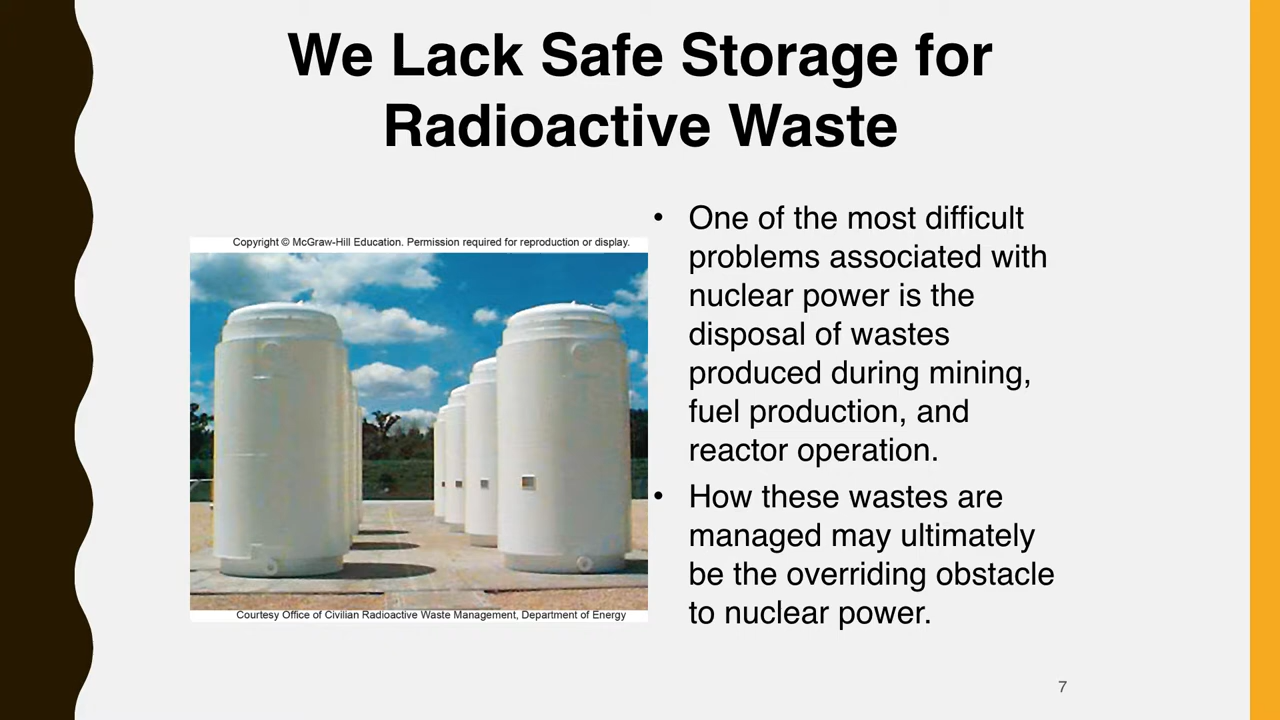 We Lack Safe Storage for
Radioactive Waste
Copyright © McGraw-Hill Education. Permission required for reproduction or display.
Courtesy Office of Civilian Radioactive Waste Management, Department of Energy
• One of the most difficult
problems associated with
nuclear power is the
disposal of wastes
produced during mining,
fuel production, and
reactor operation.
• How these wastes are
managed may ultimately
be the overriding obstacle
to nuclear power.
7